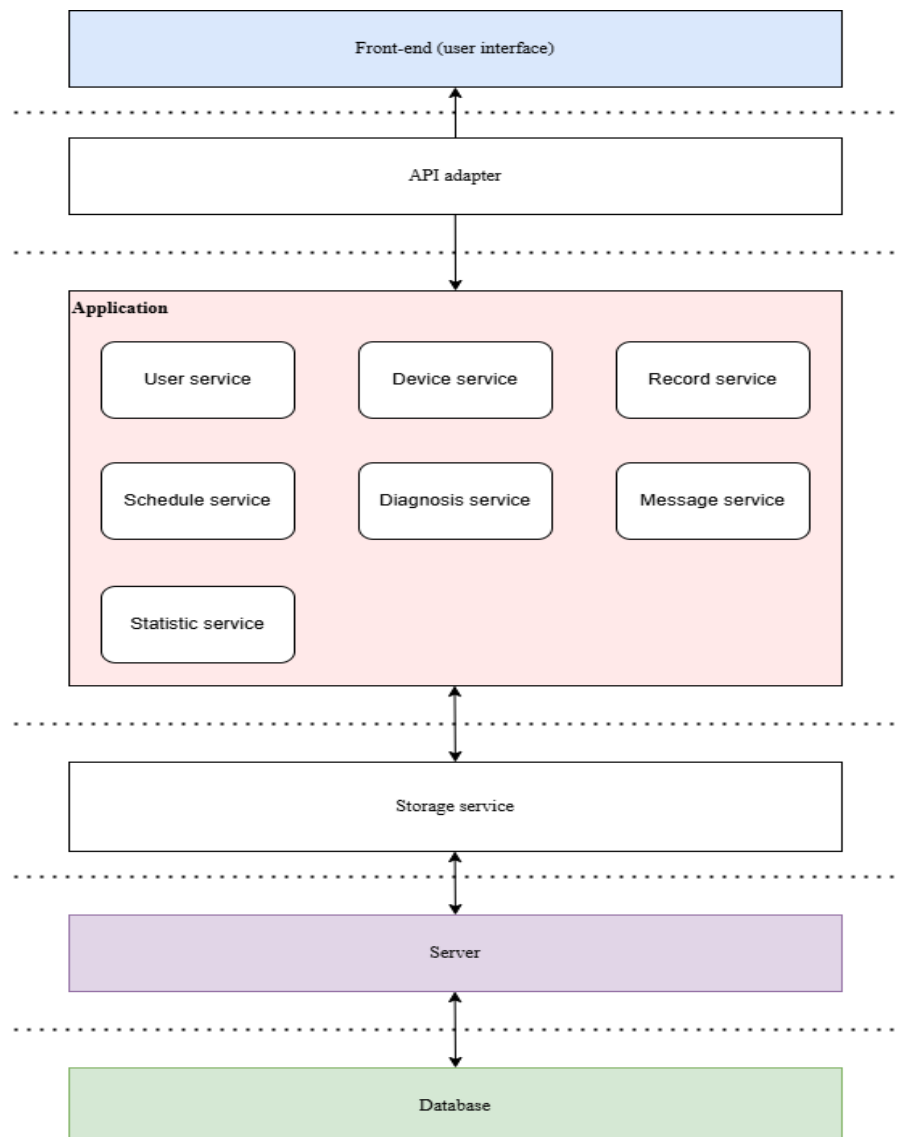 Front-end (user interface)
API adapter
Application
User service
Device service
Record service
Schedule service
Diagnosis service
Message service
Statistic service
Storage service
Server
Database